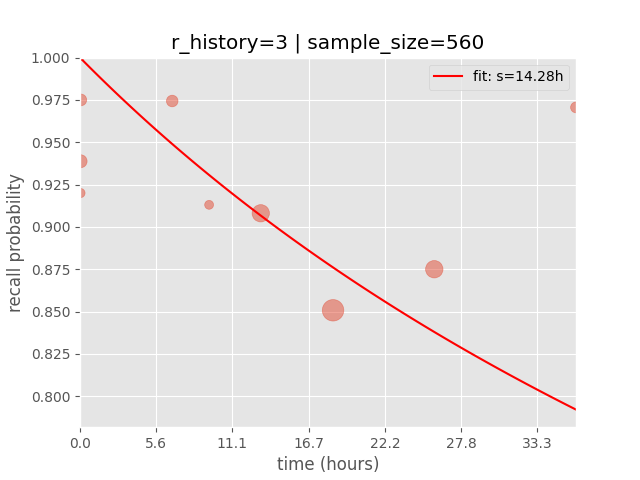 r_history=3 | sample_size=560
fit: s=14.28h
1.000
0.975
0.950
0.925
0.900
0.875
0.850
0.825
0.800
recall probability
0.0 5.6 11.1 16.7 22.2 27.8 33.3
time (hours)